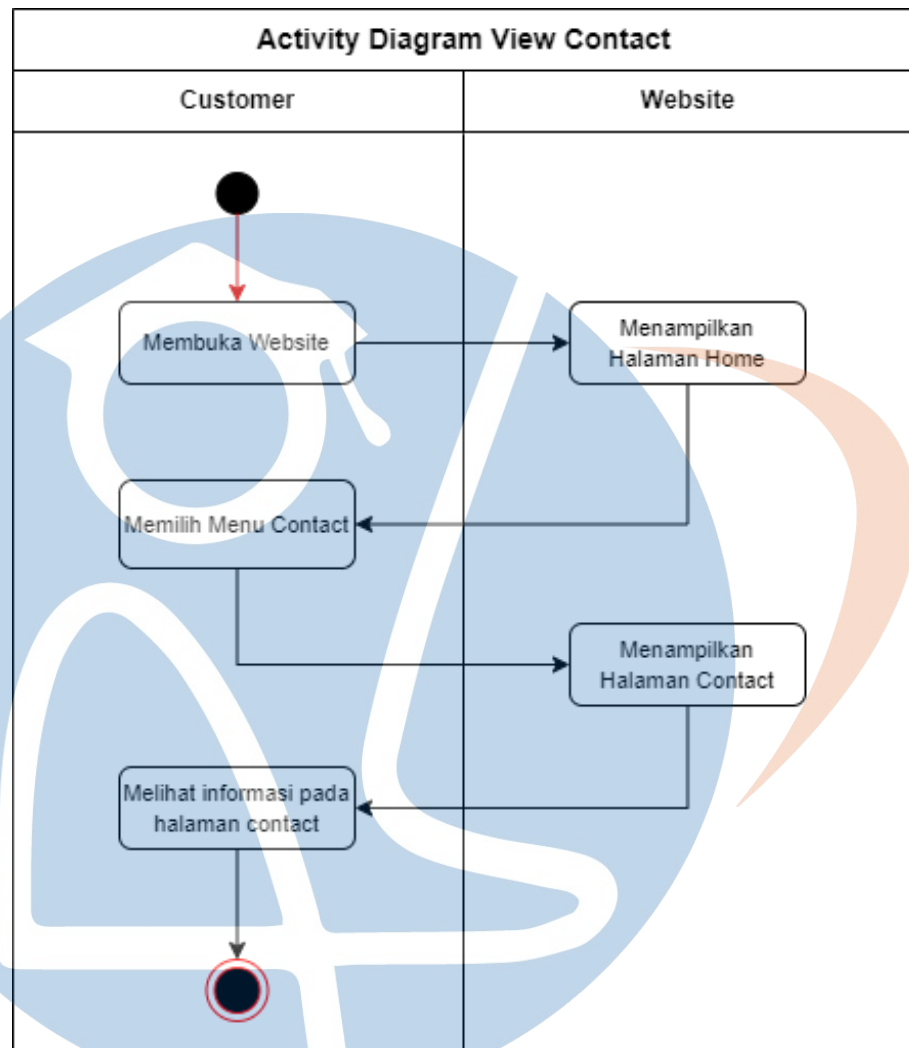 Activity Diagram View Contact
Customer
Website
Membuka Website
Menampilkan
Halaman Home
Memilih Menu Contact
Menampilkan
Halaman Contact
Melihat informasi pada
halaman contact